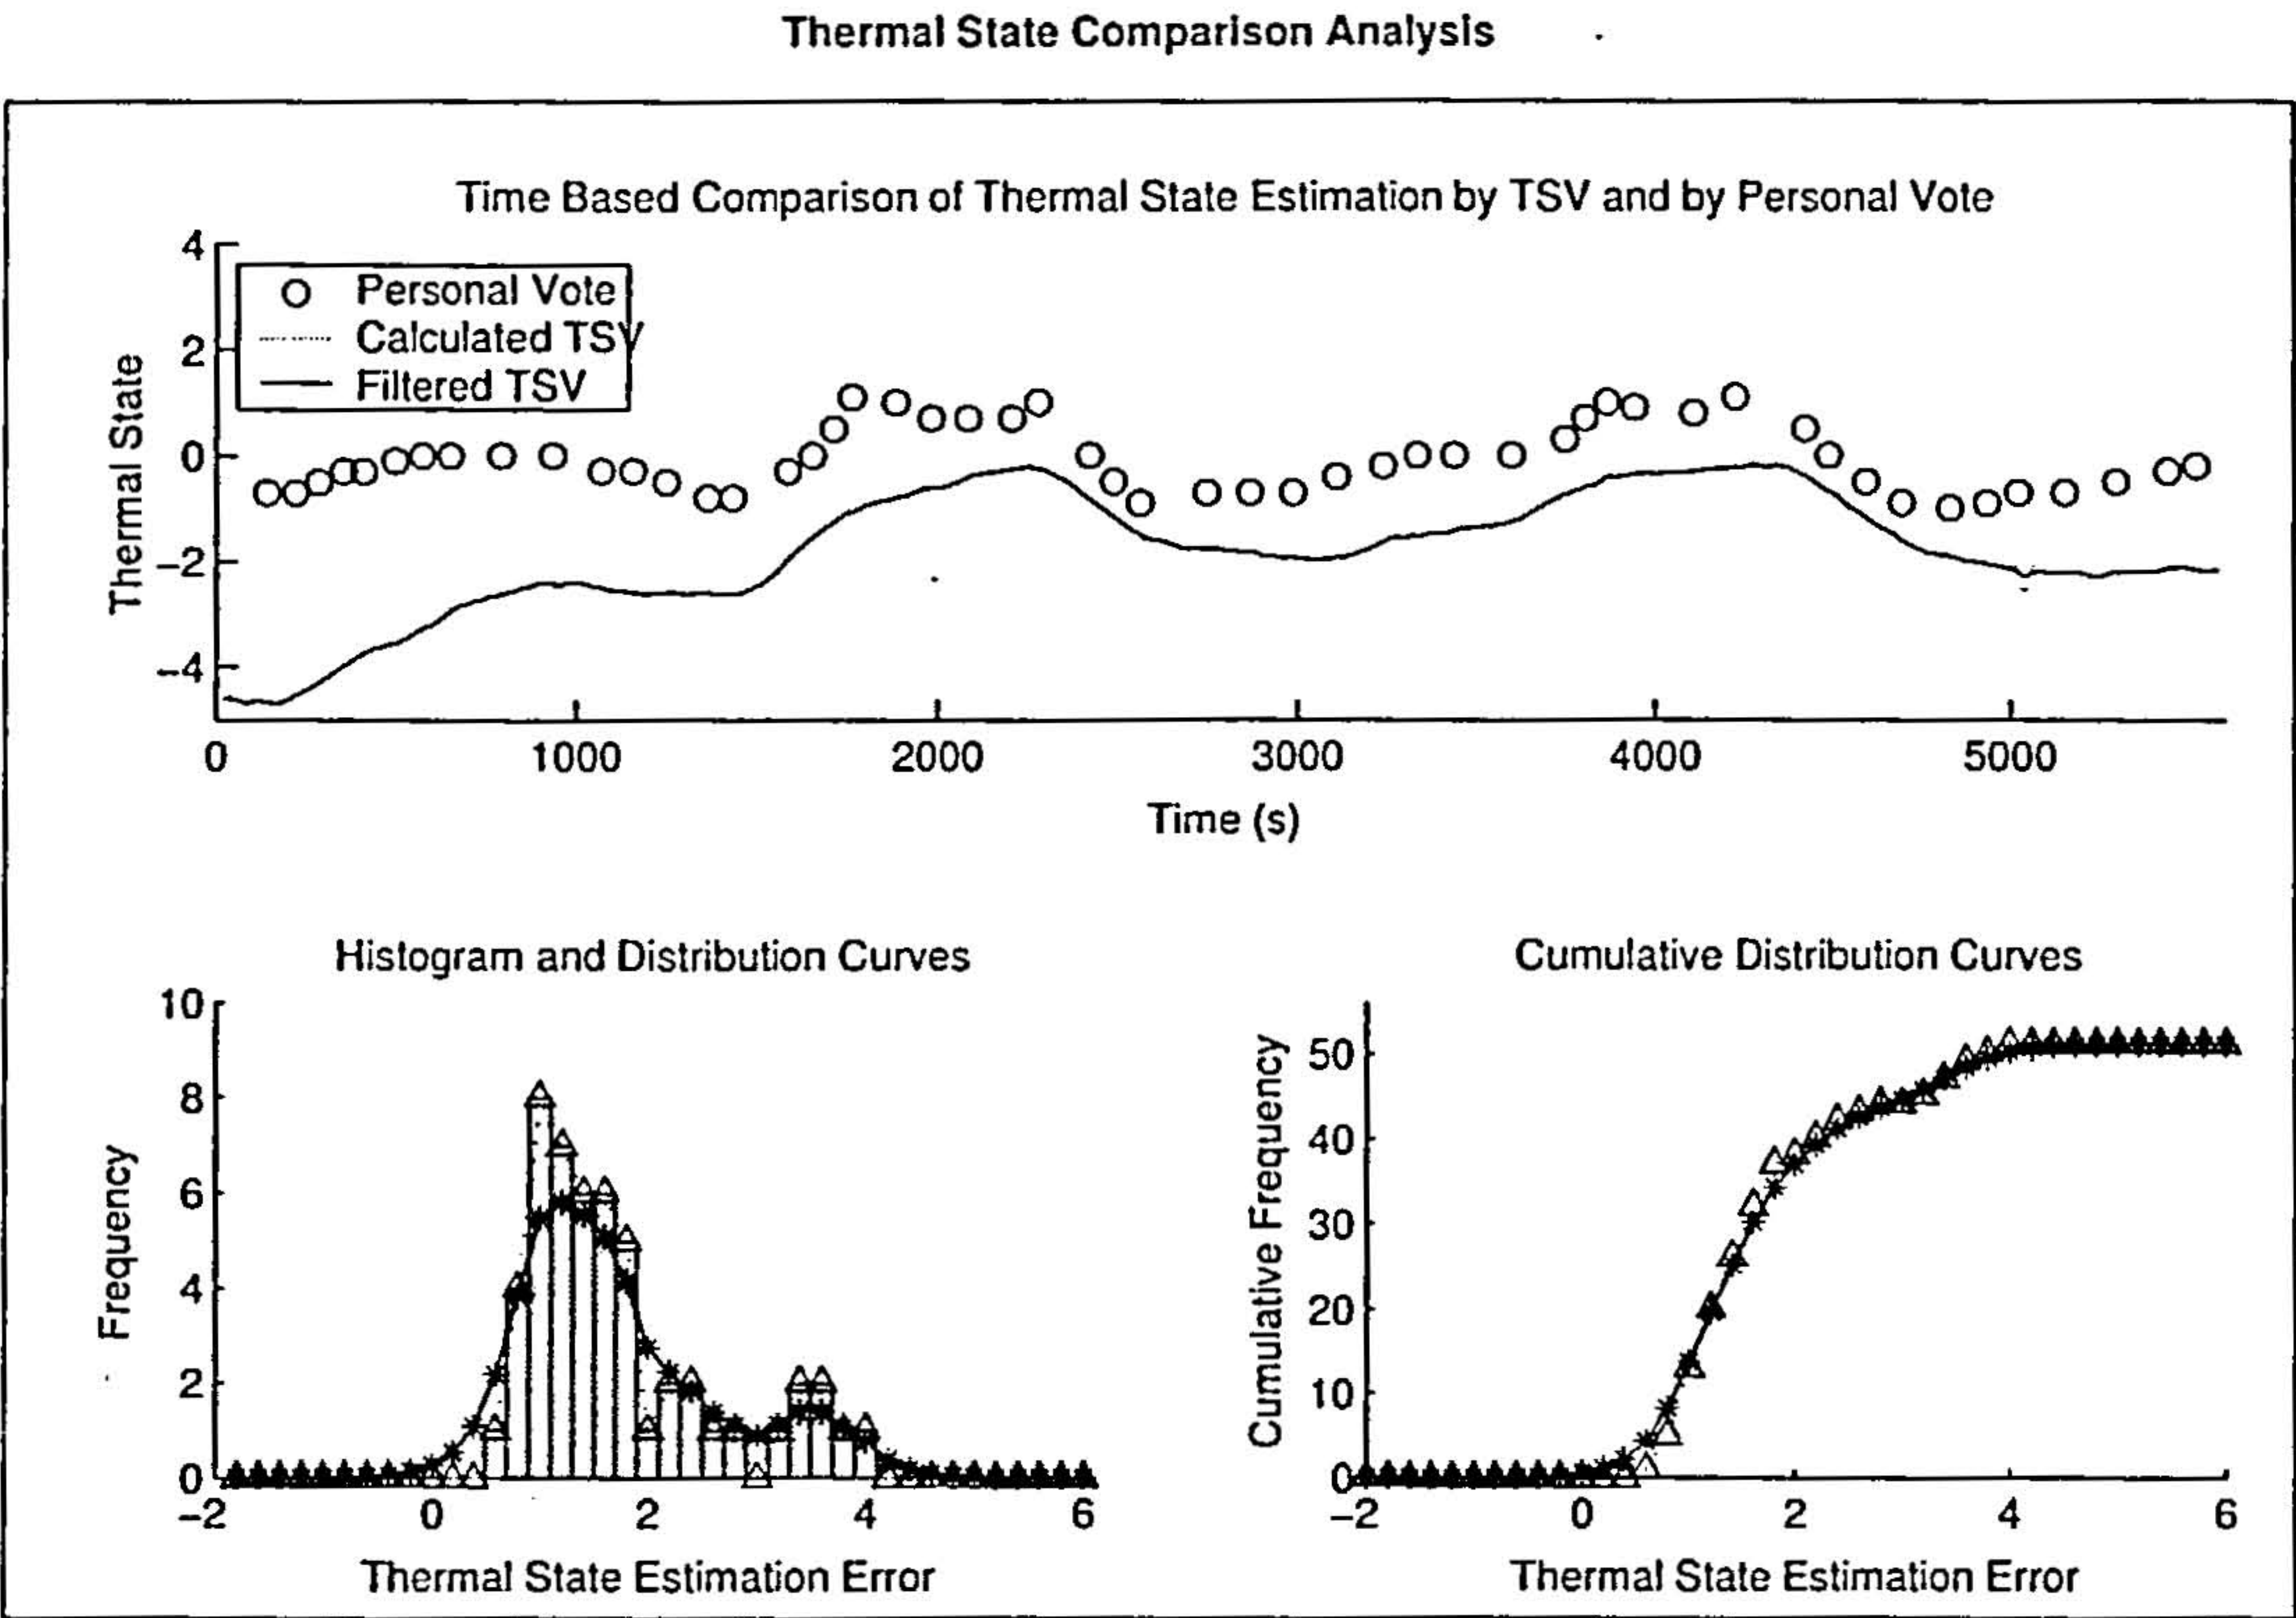 Thermal State Comparison Analysis
Time Based Comparison of Thermal State Estimation by TSV and by Personal Vote
4
2
0
−2
−4
Thermal State
Personal Vote
Calculated TSV
Filtered TSV
0 1000 2000 3000 4000 5000
Time (s)
Histogram and Distribution Curves
10
8
6
4
2
0
Frequency
−2 0 2 4 6
Thermal State Estimation Error
Cumulative Distribution Curves
50
40
30
20
10
0
Cumulative Frequency
−2 0 2 4 6
Thermal State Estimation Error